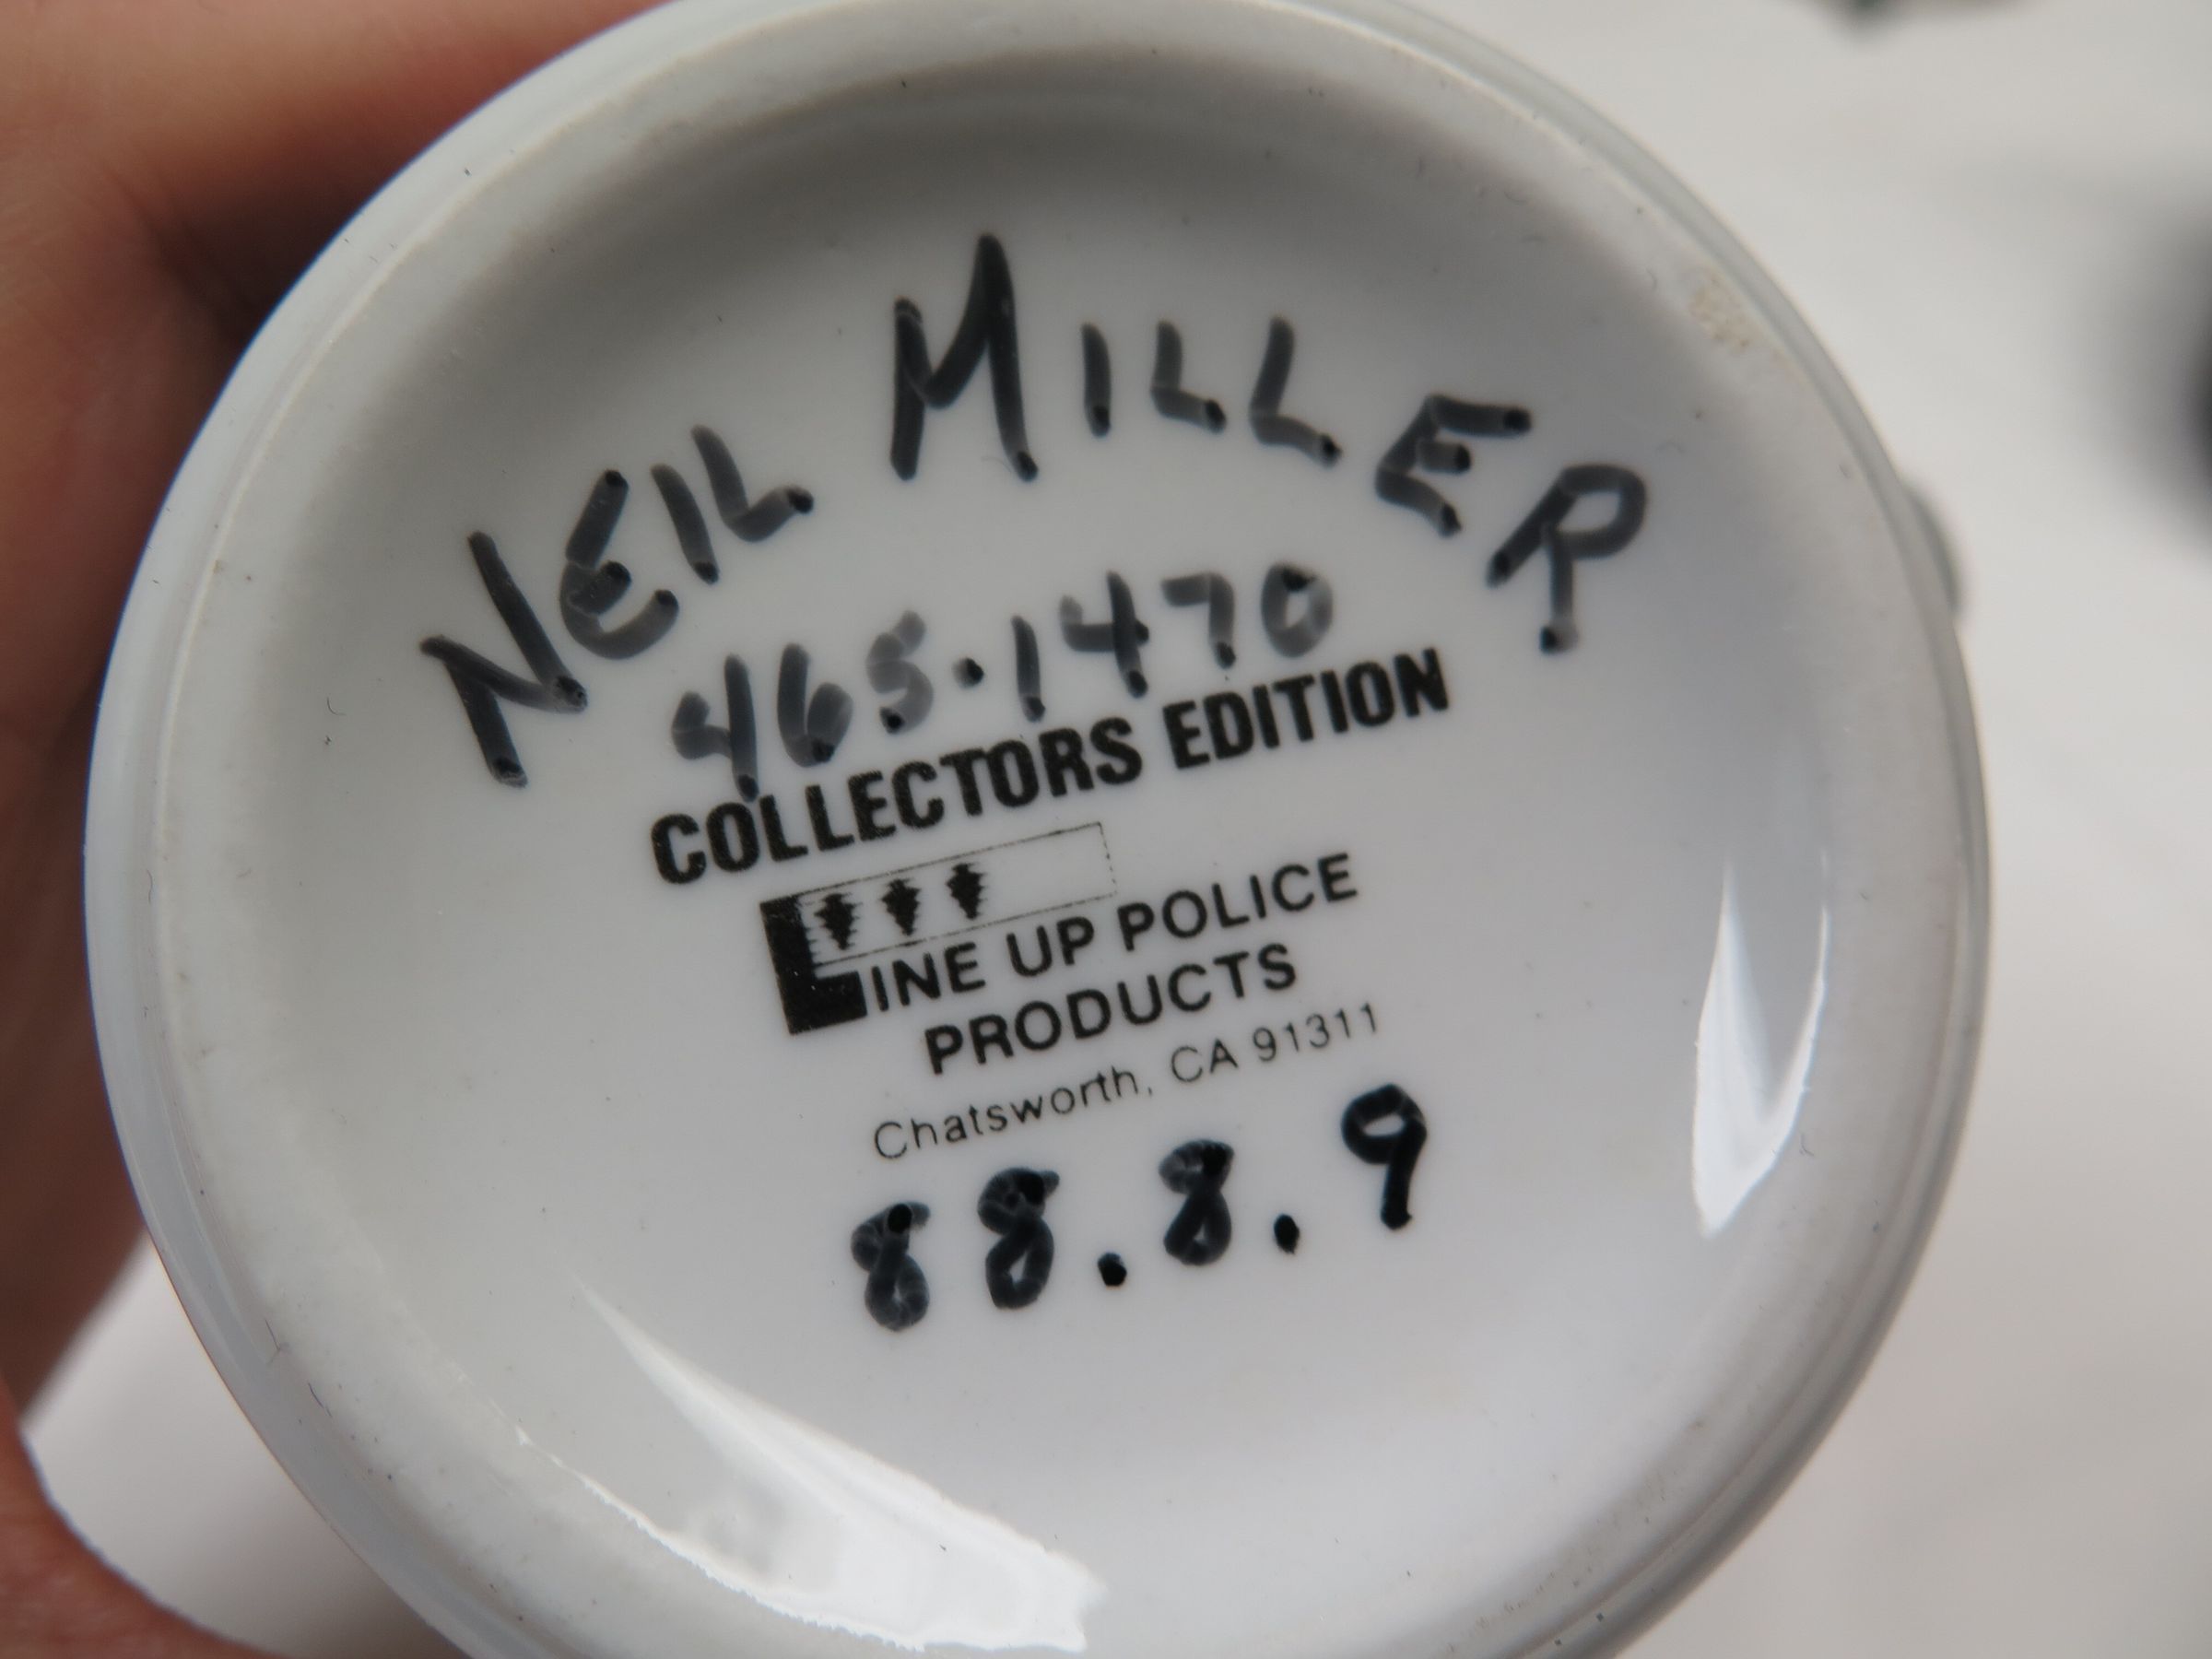 NEIL MILLER
465.1470
COLLECTORS EDITION
LINE UP POLICE
PRODUCTS
Chatsworth, CA 91311
88.8.9